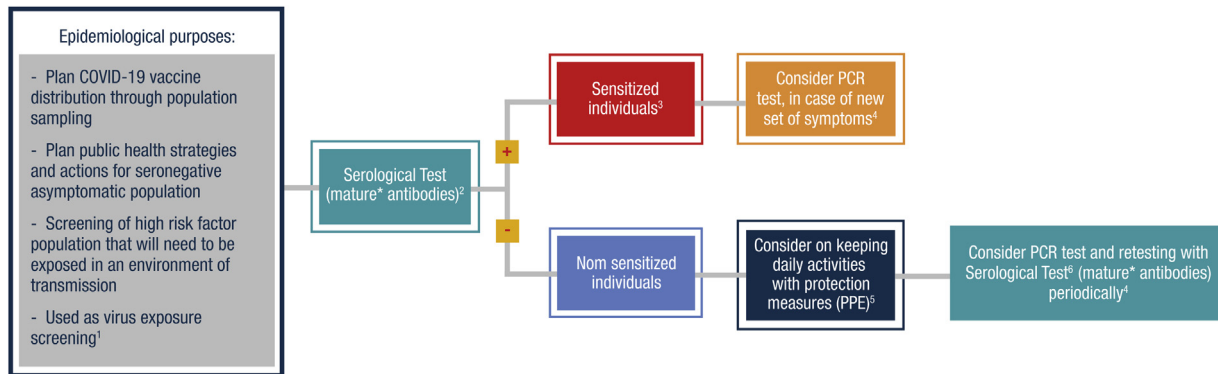 Epidemiological purposes:
- Plan COVID-19 vaccine
distribution through population
sampling
- Plan public health strategies
and actions for seronegative
asymptomatic population
- Screening of high risk factor
population that will need to be
exposed in an environment of
transmission
- Used as virus exposure
screening¹
Serological Test
(mature* antibodies)²
+
Sensitized
individuals³
Consider PCR
test, in case of new
set of symptoms⁴
-
Nom sensitized
individuals
Consider on keeping
daily activities
with protection
measures (PPE)⁵
Consider PCR test and retesting with
Serological Test⁶ (mature* antibodies)
periodically⁴